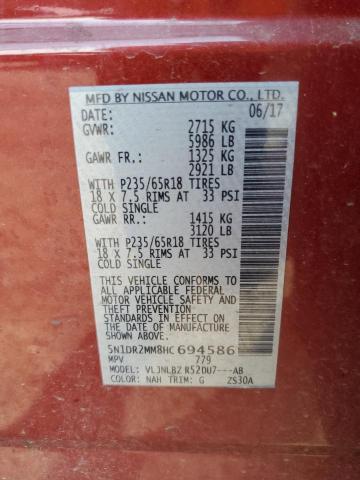 MFD BY NISSAN MOTOR CO., LTD.
DATE: 06/17
GVWR: 2715 KG
5986 LB
GAWR FR.: 1325 KG
2921 LB
WITH P235/65R18 TIRES
18 X 7.5 RIMS AT 33 PSI
COLD SINGLE
GAWR RR.: 1415 KG
3120 LB
WITH P235/65R18 TIRES
18 X 7.5 RIMS AT 33 PSI
COLD SINGLE
THIS VEHICLE CONFORMS TO
ALL APPLICABLE FEDERAL
MOTOR VEHICLE SAFETY
AND THEFT PREVENTION
STANDARDS IN EFFECT ON
THE DATE OF MANUFACTURE
SHOWN ABOVE.
5N1DR2MM8HC 694586
MPV 779
MODEL: VLJNLBZ R52DU7---AB
COLOR: NAH TRIM: G ZS30A